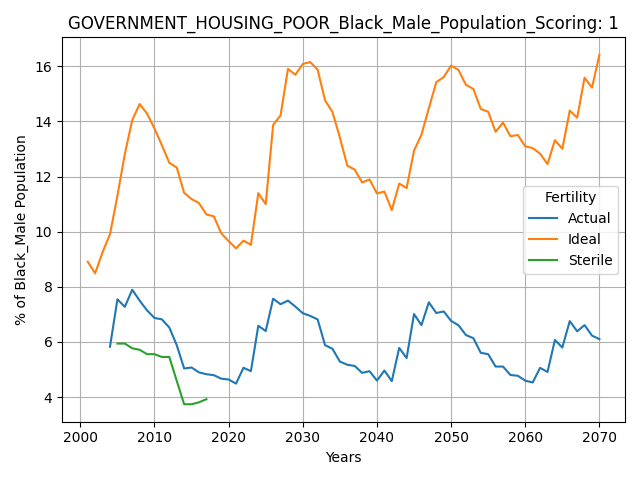 GOVERNMENT_HOUSING_POOR_Black_Male_Population_Scoring: 1
% of Black_Male Population
16
14
12
10
8
6
4
Fertility
Actual
Ideal
Sterile
2000 2010 2020 2030 2040 2050 2060 2070
Years